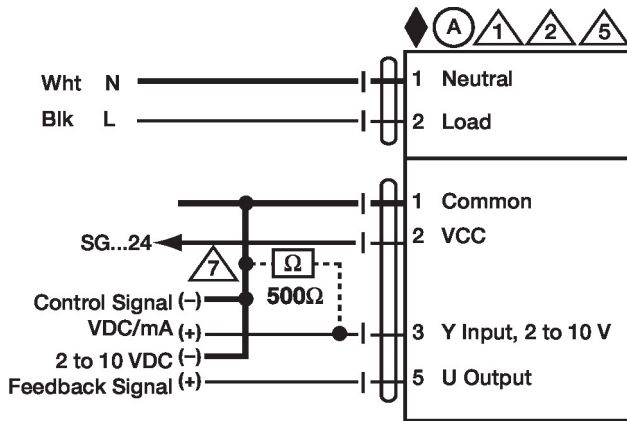 A 1 2 5
Wht N 1 Neutral
Blk L 2 Load
1 Common
SG...24 2 VCC
7 Ω
500Ω
Control Signal (−)
VDC/mA (+) 3 Y Input, 2 to 10 V
2 to 10 VDC (−)
Feedback Signal (+) 5 U Output